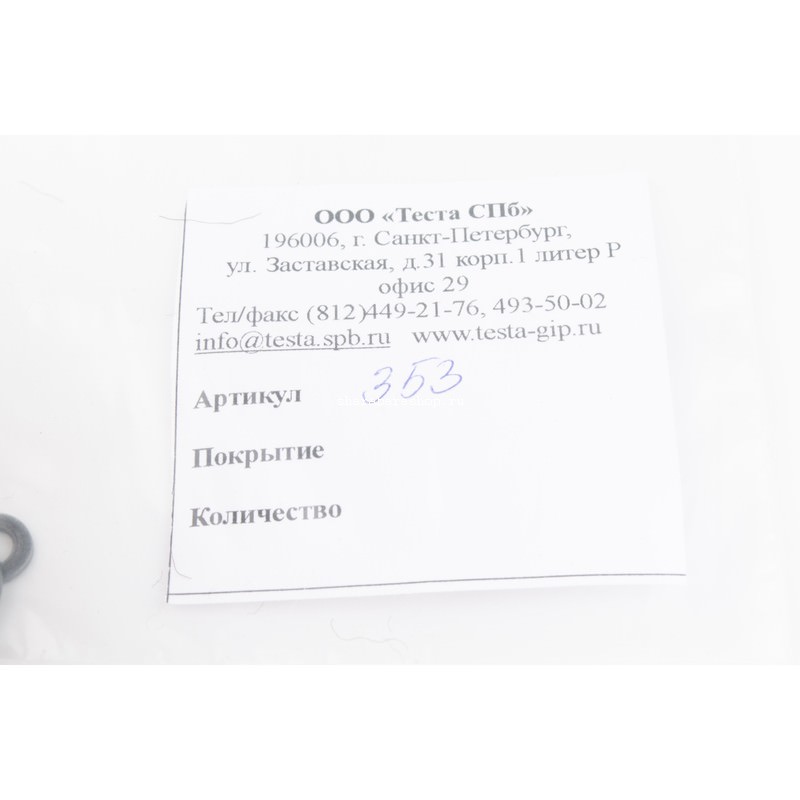 ООО «Теста СПб»
196006, г. Санкт-Петербург,
ул. Заставская, д.31 корп.1 литер Р
офис 29
Тел/факс (812)449-21-76, 493-50-02
info@testa.spb.ru www.testa-gip.ru
Артикул 353
Покрытие
Количество